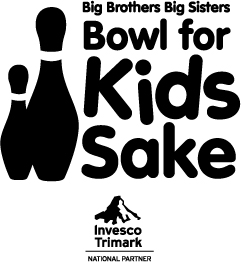 Big Brothers Big Sisters
Bowl for
Kids
Sake
Invesco
Trimark
NATIONAL PARTNER